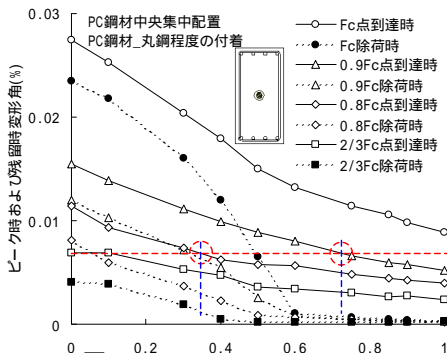 0.03
PC鋼材中央集中配置
PC鋼材_丸鋼程度の付着
Fc点到達時
Fc除荷時
0.9Fc点到達時
0.9Fc除荷時
0.8Fc点到達時
0.8Fc除荷時
2/3Fc点到達時
2/3Fc除荷時
0.02
0.01
0
ピーク時および残留時変形角(%)
0 0.2 0.4 0.6 0.8 1